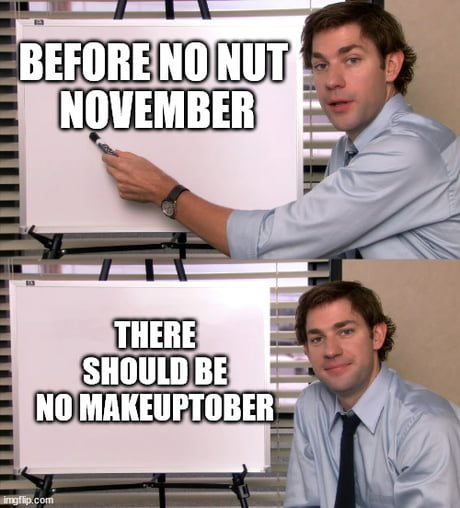 BEFORE NO NUT
NOVEMBER
THERE
SHOULD BE
NO MAKEUPTOBER
imgflip.com